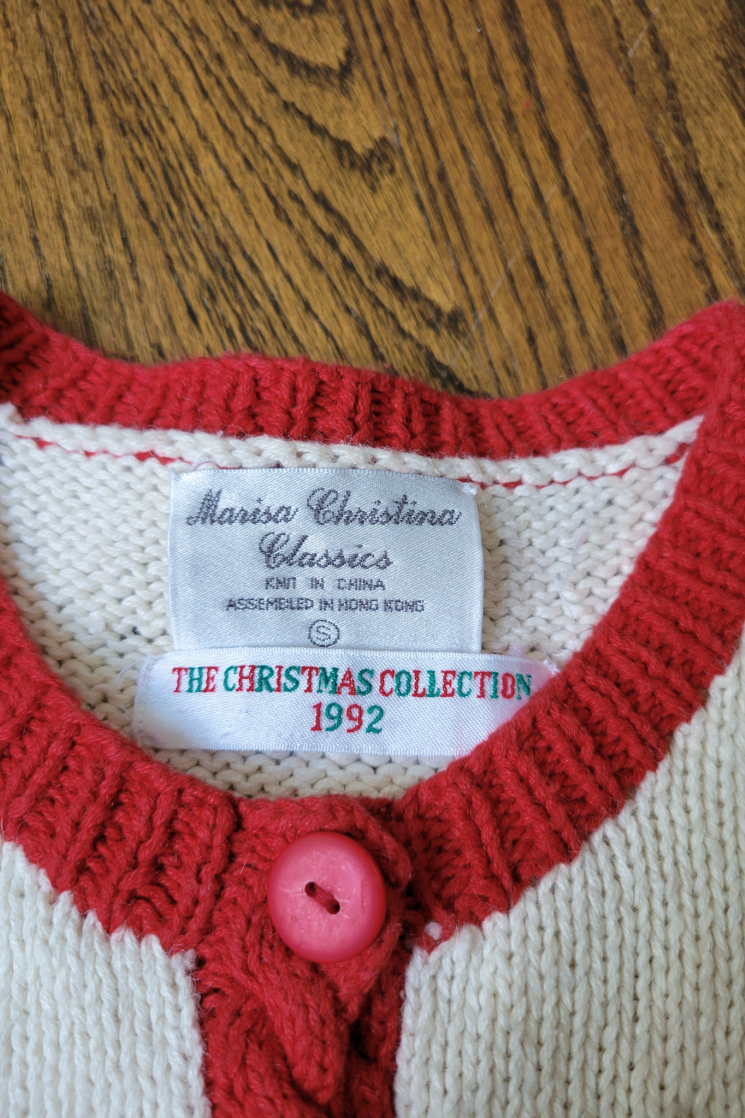 Marisa Christina
Classics
KNIT IN CHINA
ASSEMBLED IN HONG KONG
S
THE CHRISTMAS COLLECTION
1992